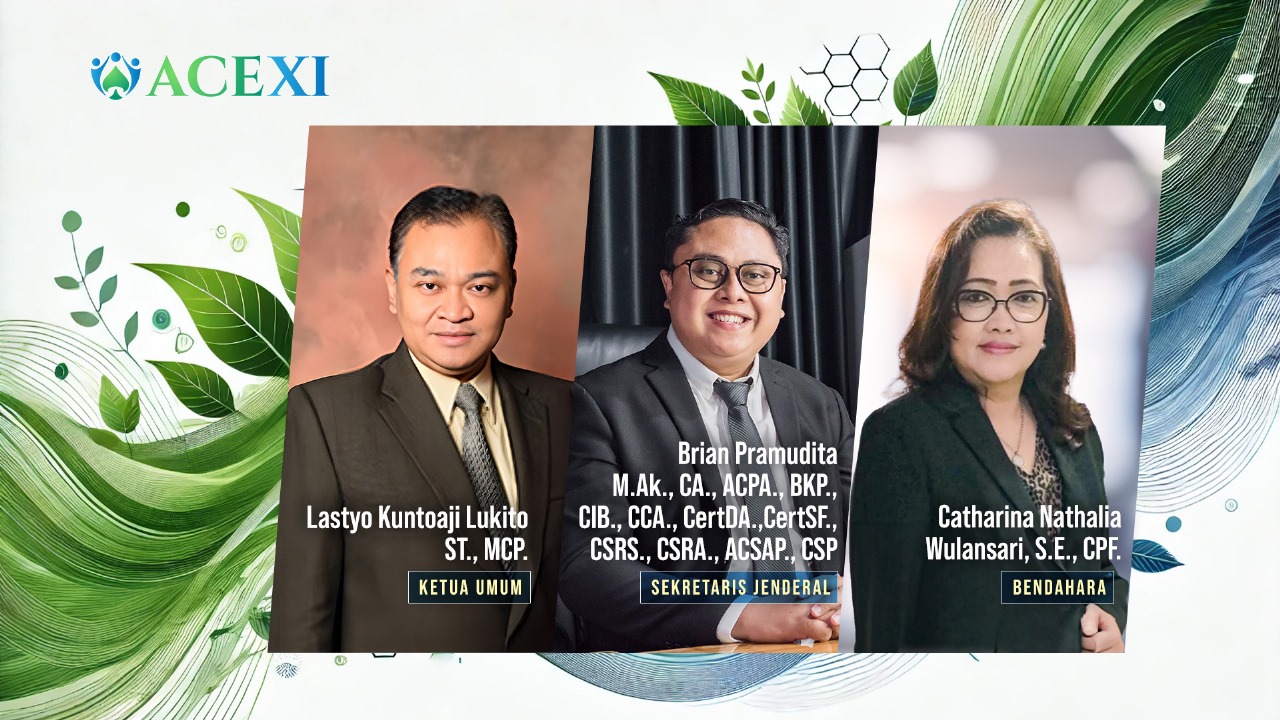 ACEXI
Lastyo Kuntoaji Lukito
ST., MCP.
KETUA UMUM
Brian Pramudita
M.Ak., CA., ACPA., BKP.,
CIB., CCA., CertDA.,CertSF.,
CSRS., CSRA., ACSAP., CSP
SEKRETARIS JENDERAL
Catharina Nathalia
Wulansari, S.E., CPF.
BENDAHARA